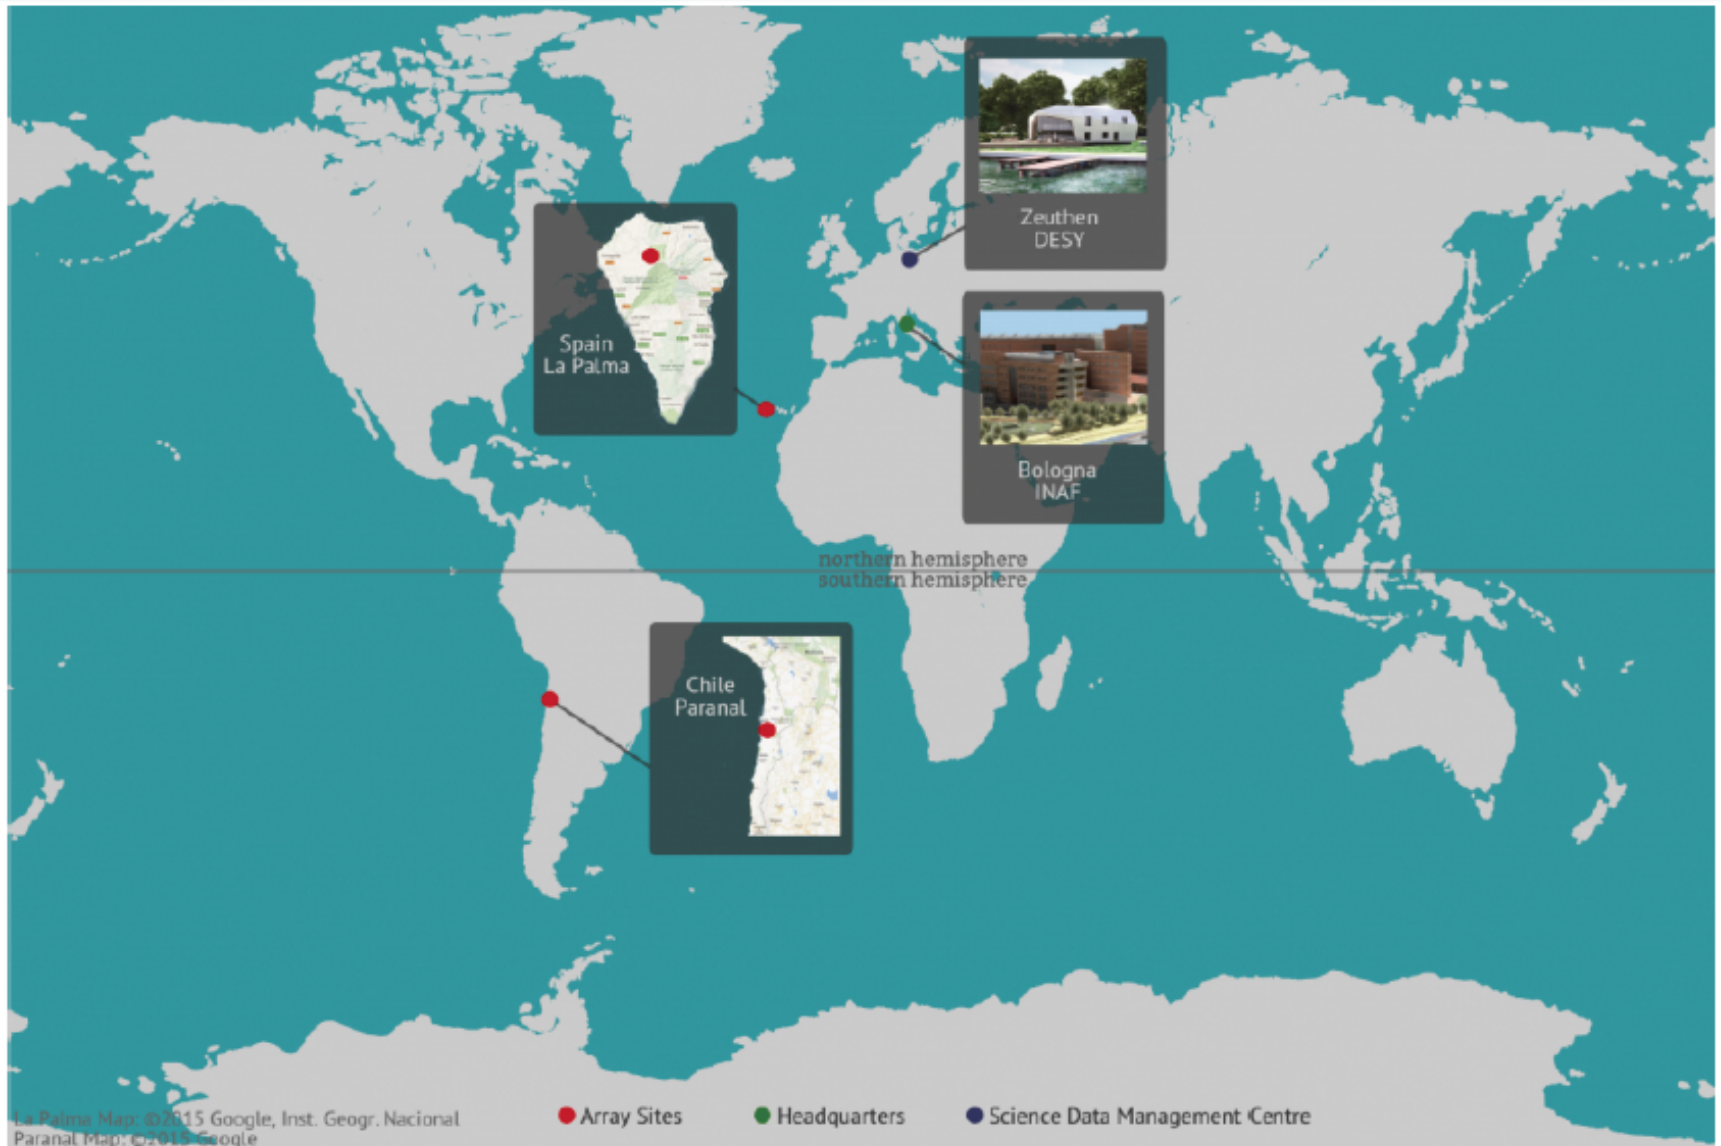 Zeuthen
DESY
Spain
La Palma
Bologna
INAF
northern hemisphere
southern hemisphere
Chile
Paranal
La Palma Map: ©2015 Google, Inst. Geogr. Nacional
Paranal Map: ©2015 Google
Array Sites
Headquarters
Science Data Management Centre